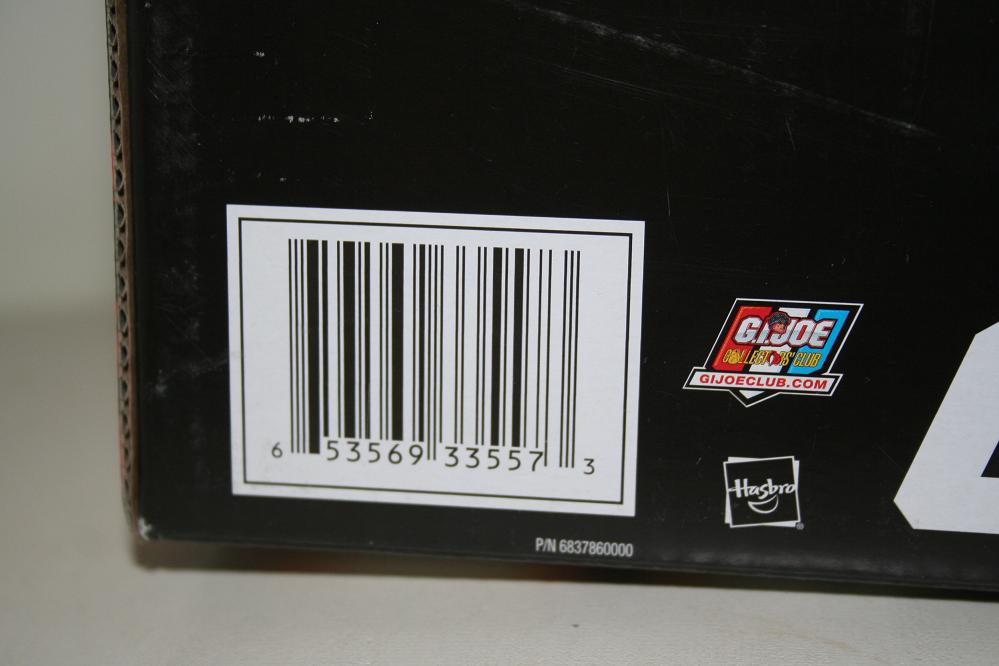 G.I.JOE
COLLECTORS' CLUB
GIJOECLUB.COM
6 53569 33557 3
Hasbro
®
P/N 6837860000